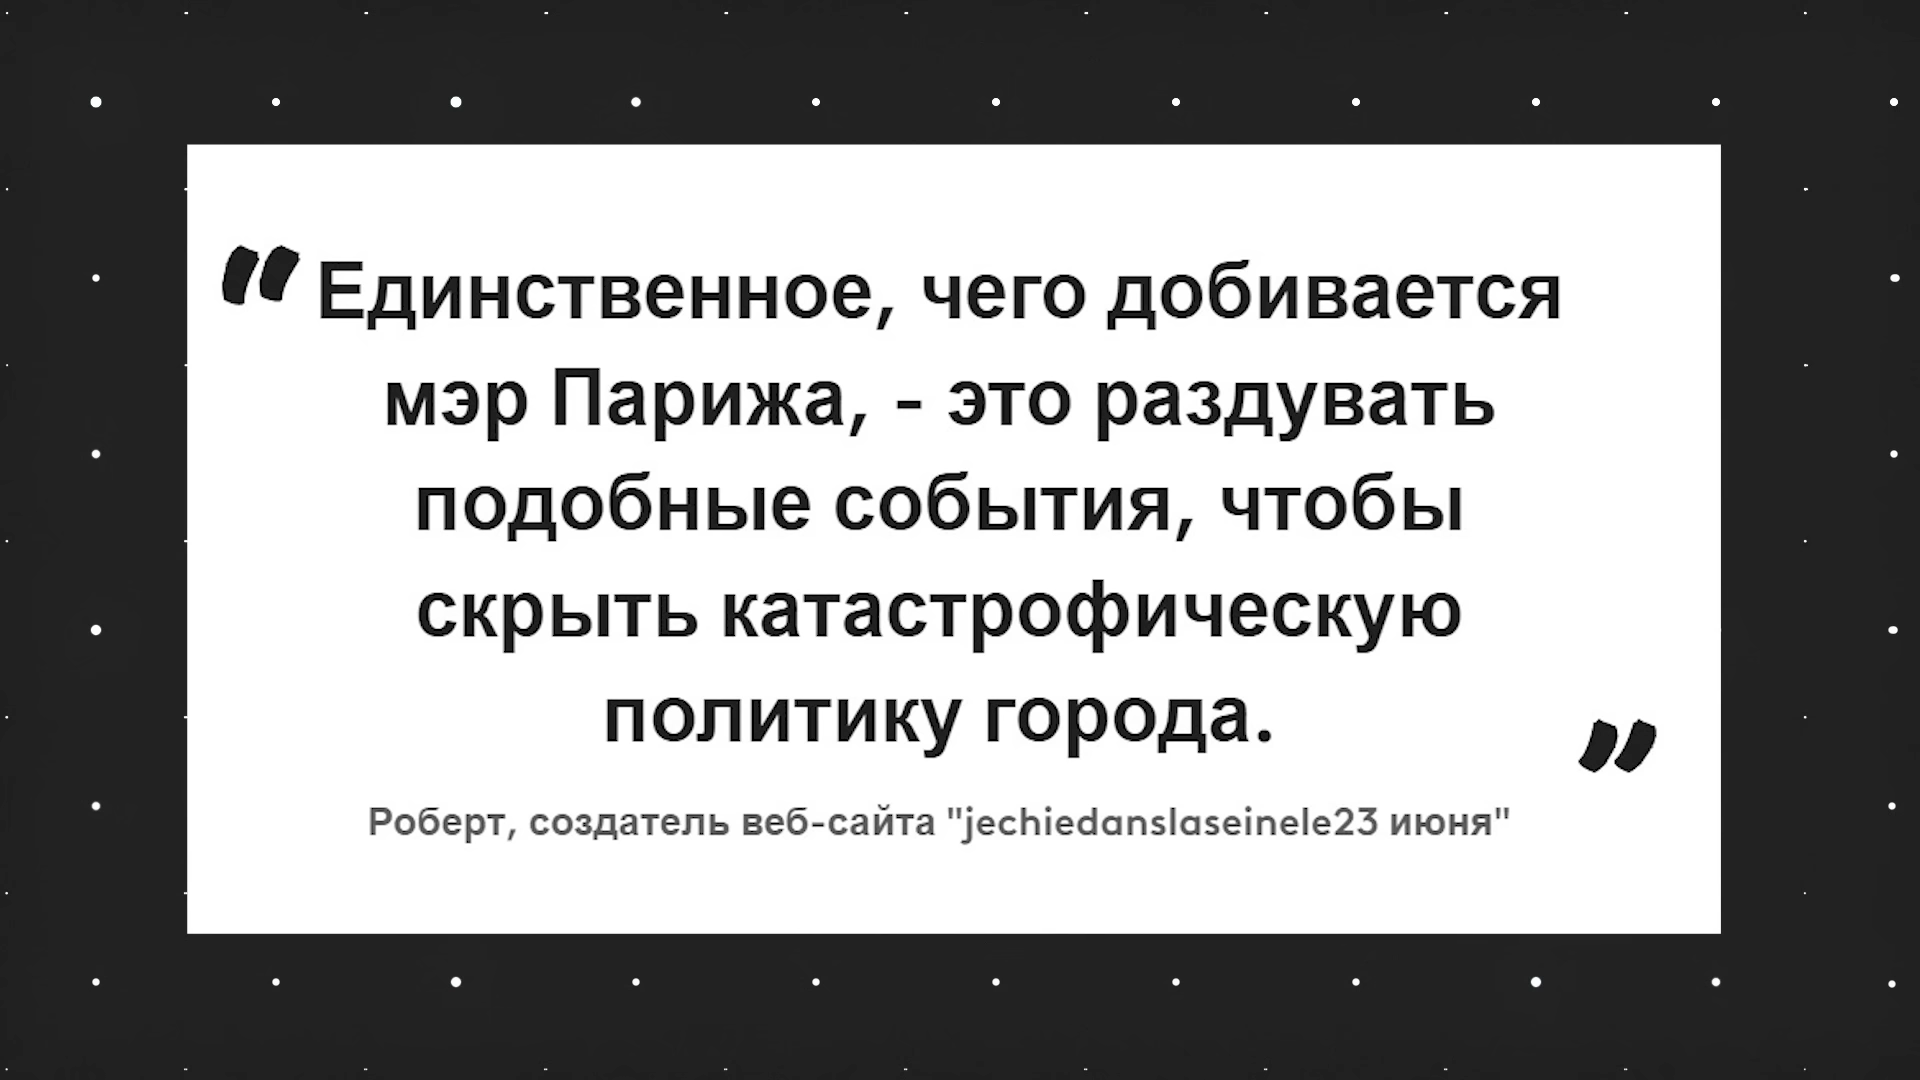 " Единственное, чего добивается
мэр Парижа, - это раздувать
подобные события, чтобы
скрыть катастрофическую
политику города. "
Роберт, создатель веб-сайта "jechiedanslaseinele23 июня"